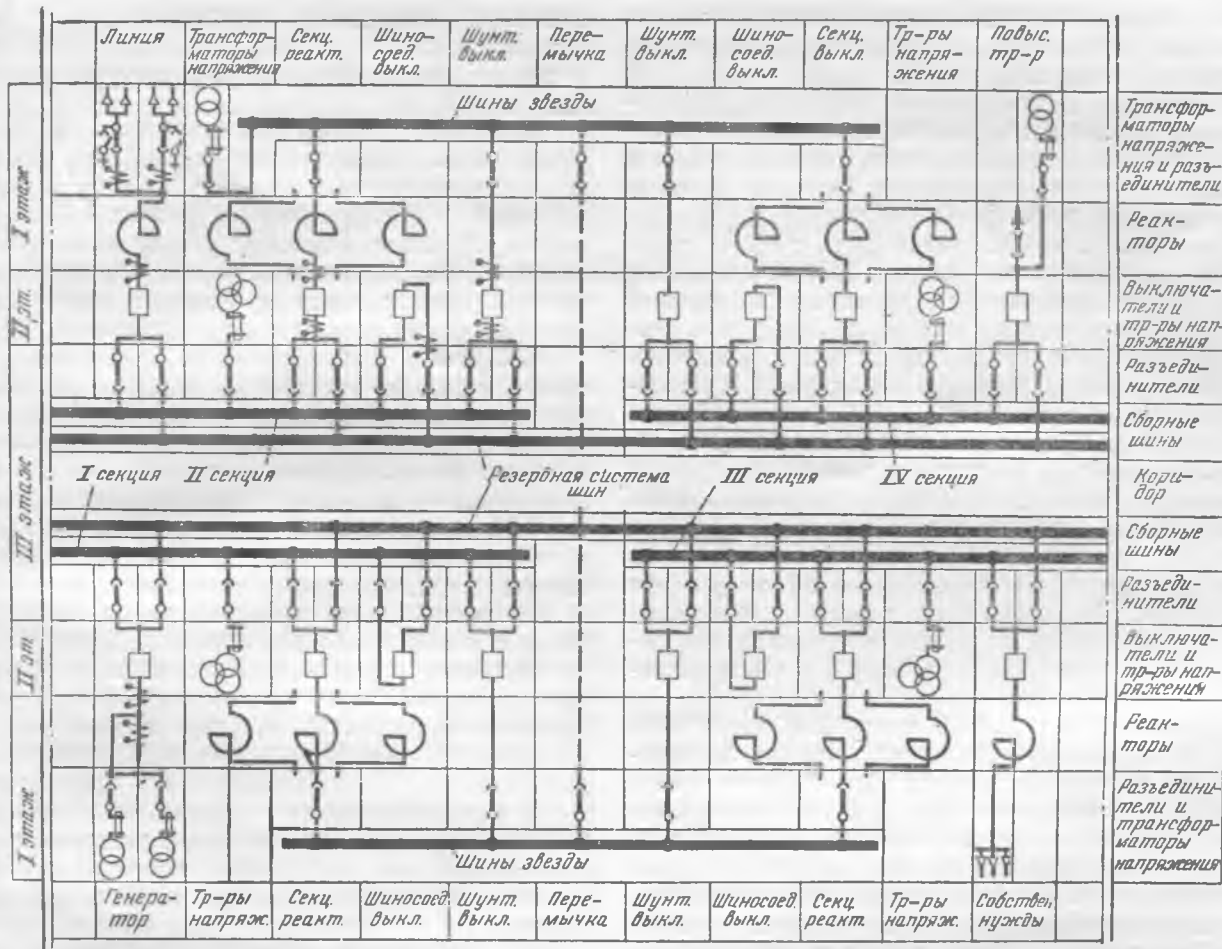 Линия
Трансфор-
маторы
напряжения
Секц.
реакт.
Шино-
соед.
выкл.
Шунт.
выкл.
Пере-
мычка
Шунт.
выкл.
Шино-
соед.
выкл.
Секц.
выкл.
Тр-ры
напря-
жения
Повыс.
тр-р
Шины звезды
I этаж
II эт.
III этаж
II эт.
I этаж
Трансфор-
маторы
напряже-
ния и разъ-
единители
Реак-
торы
Выключа-
тели и
тр-ры нап-
ряжения
Разъеди-
нители
Сборные
шины
I секция
II секция
Резервная система
шин
III секция
IV секция
Кори-
дор
Сборные
шины
Разъеди-
нители
Выключа-
тели и
тр-ры нап-
ряжения
Реак-
торы
Разъедини-
тели и
трансфор-
маторы
напряжения
Шины звезды
Генера-
тор
Тр-ры
напряж.
Секц.
реакт.
Шиносоед.
выкл.
Шунт.
выкл.
Пере-
мычка
Шунт.
выкл.
Шиносоед.
выкл.
Секц.
реакт.
Тр-ры
напряж.
Собствен.
нужды